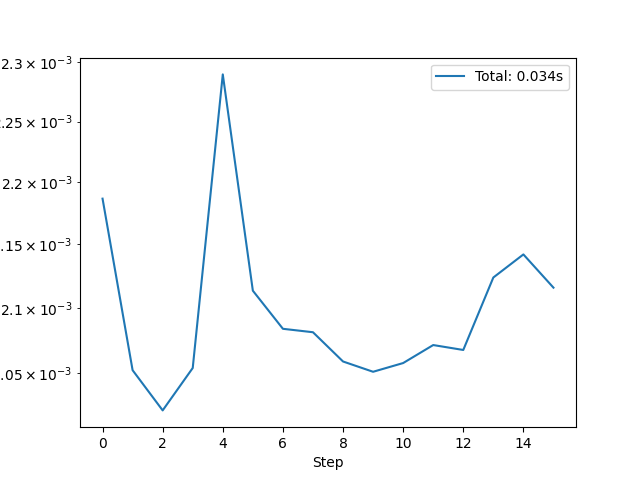 2.3 × 10⁻³
Total: 0.034s
.25 × 10⁻³
2.2 × 10⁻³
.15 × 10⁻³
2.1 × 10⁻³
.05 × 10⁻³
0 2 4 6 8 10 12 14
Step